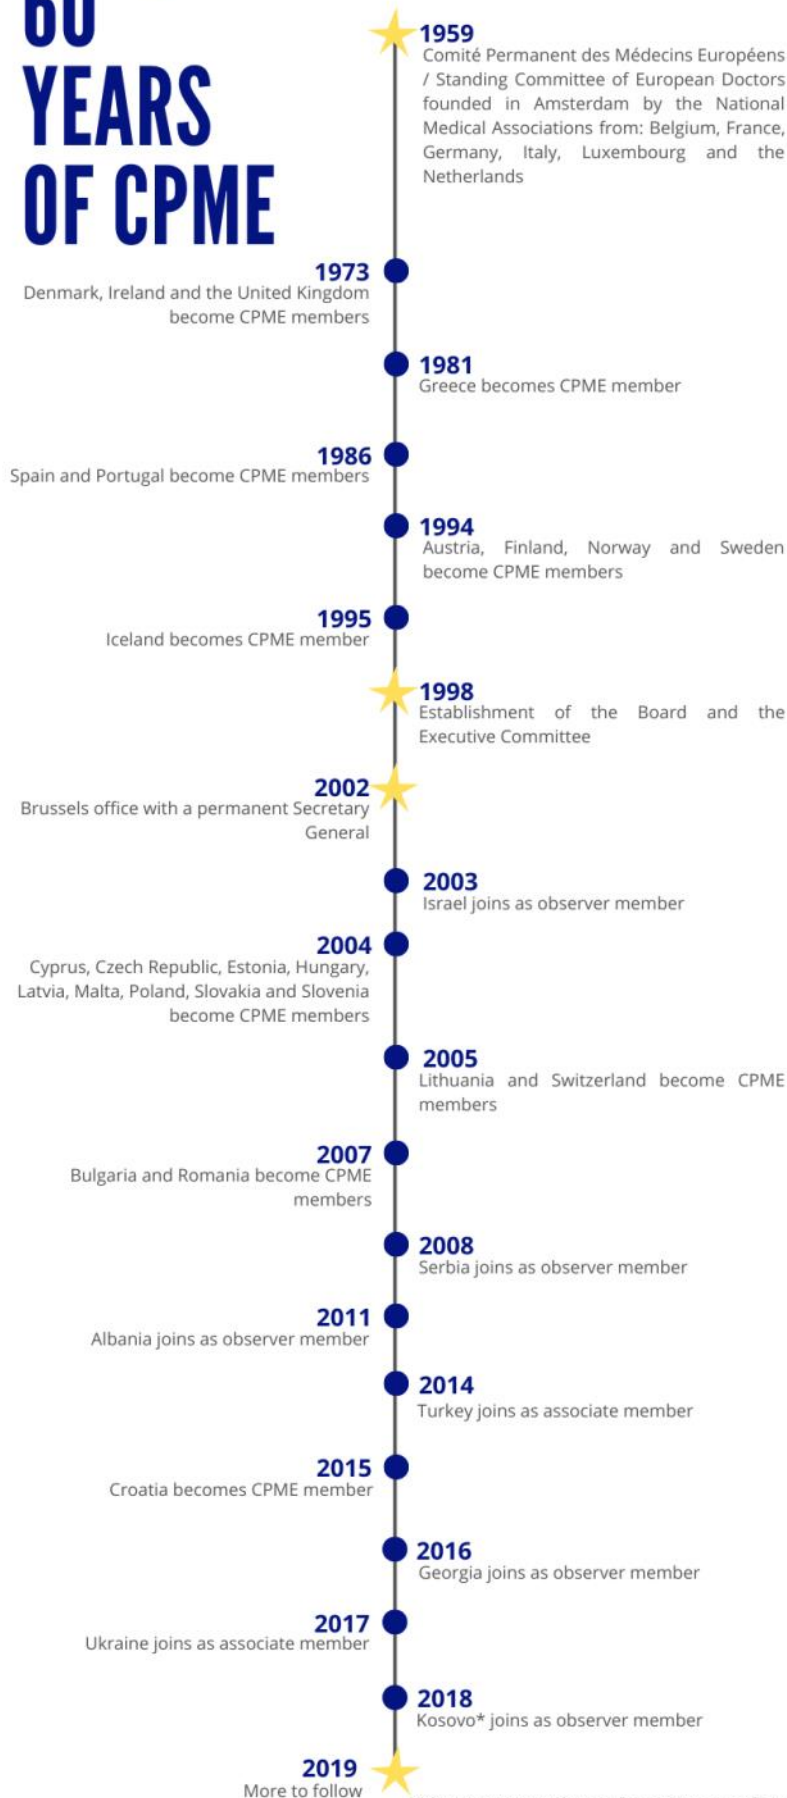 60
YEARS
OF CPME
1959
Comité Permanent des Médecins Européens
/ Standing Committee of European Doctors
founded in Amsterdam by the National
Medical Associations from: Belgium, France,
Germany, Italy, Luxembourg and the
Netherlands
1973
Denmark, Ireland and the United Kingdom
become CPME members
1981
Greece becomes CPME member
1986
Spain and Portugal become CPME members
1994
Austria, Finland, Norway and Sweden
become CPME members
1995
Iceland becomes CPME member
1998
Establishment of the Board and the
Executive Committee
2002
Brussels office with a permanent Secretary
General
2003
Israel joins as observer member
2004
Cyprus, Czech Republic, Estonia, Hungary,
Latvia, Malta, Poland, Slovakia and Slovenia
become CPME members
2005
Lithuania and Switzerland become CPME
members
2007
Bulgaria and Romania become CPME
members
2008
Serbia joins as observer member
2011
Albania joins as observer member
2014
Turkey joins as associate member
2015
Croatia becomes CPME member
2016
Georgia joins as observer member
2017
Ukraine joins as associate member
2018
Kosovo* joins as observer member
2019
More to follow